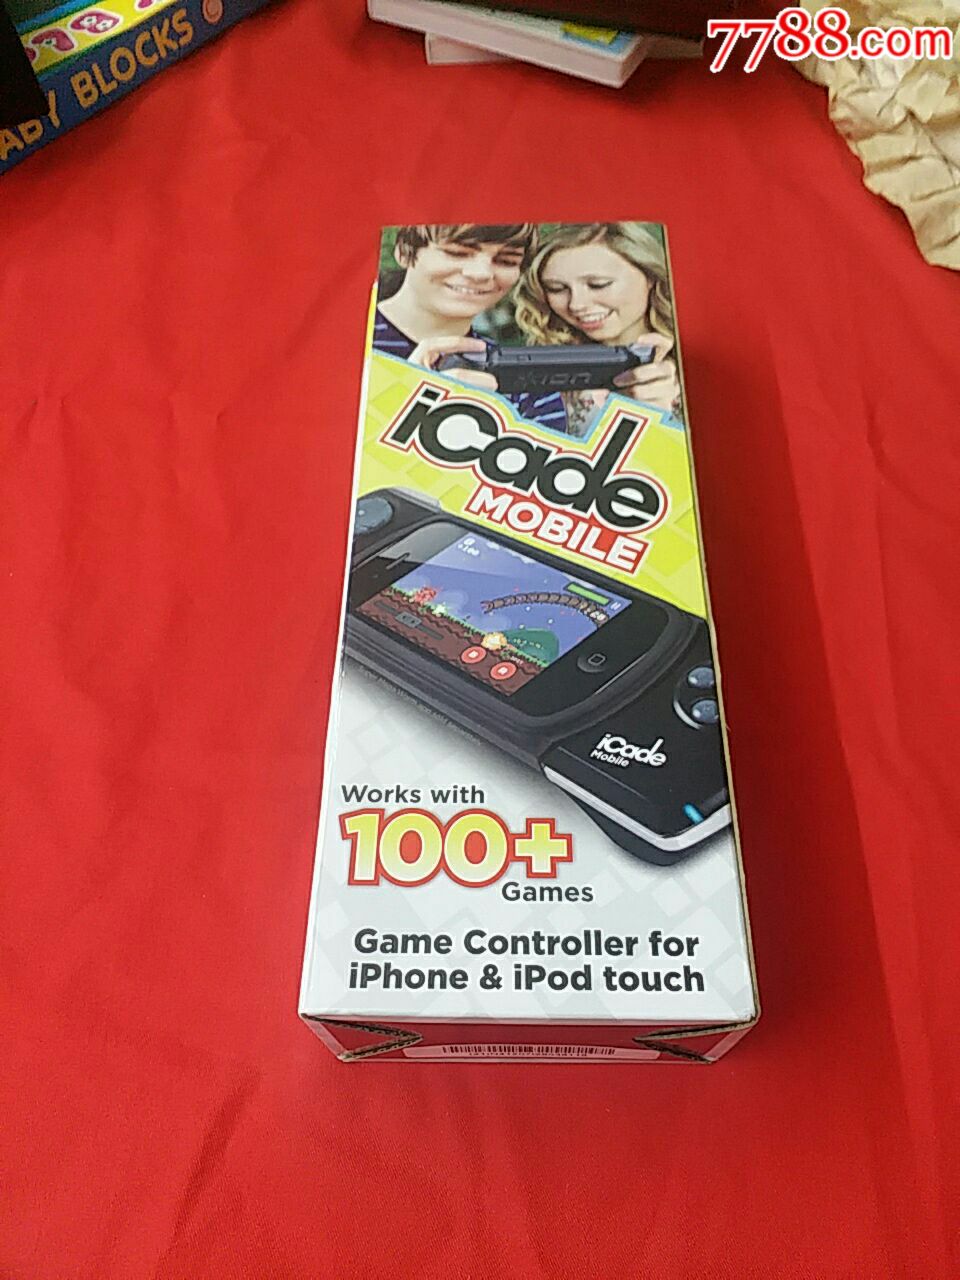 7788.com
BLOCKS
iCade
MOBILE
iCade
Mobile
Works with
100+
Games
Game Controller for
iPhone & iPod touch